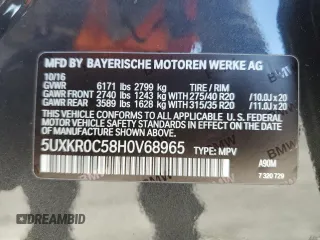 MFD BY BAYERISCHE MOTOREN WERKE AG
10/16
GVWR 6171 lbs 2799 kg TIRE / RIM
GAWR FRONT 2740 lbs 1243 kg 275/40 R20 /10.0J x 20
GAWR REAR 3589 lbs 1628 kg 315/35 R20 /11.0J x 20
THIS VEHICLE CONFORMS TO ALL APPLICABLE
U.S. FEDERAL MOTOR VEHICLE SAFETY STANDARDS
IN EFFECT ON THE DATE OF MANUFACTURE SHOWN ABOVE.
5UXKR0C58H0V68965 TYPE: MPV
A90M
7 320 729